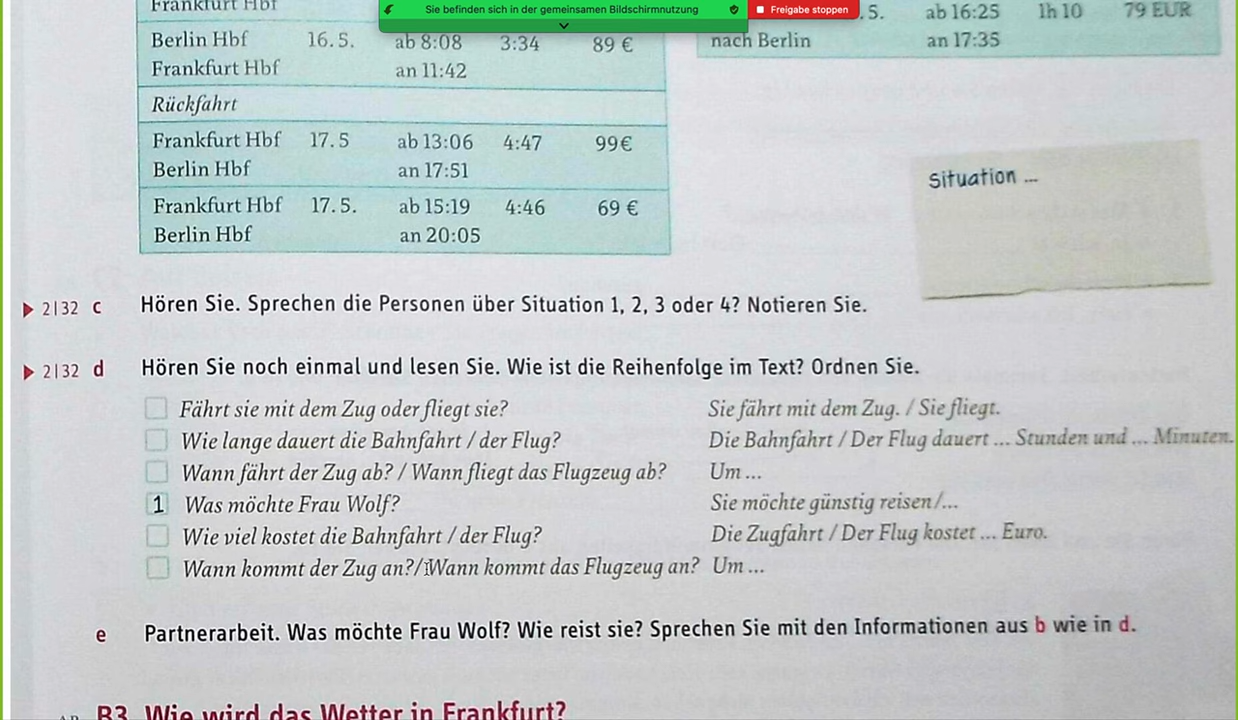 Frankfurt Hbf
Sie befinden sich in der gemeinsamen Bildschirmnutzung
Freigabe stoppen
5. ab 16:25 1h 10 79 EUR
nach Berlin an 17:35
Berlin Hbf 16.5. ab 8:08 3:34 89 €
Frankfurt Hbf an 11:42
Rückfahrt
Frankfurt Hbf 17.5 ab 13:06 4:47 99€
Berlin Hbf an 17:51
Frankfurt Hbf 17.5. ab 15:19 4:46 69 €
Berlin Hbf an 20:05
Situation ...
2|32 c Hören Sie. Sprechen die Personen über Situation 1, 2, 3 oder 4? Notieren Sie.
2|32 d Hören Sie noch einmal und lesen Sie. Wie ist die Reihenfolge im Text? Ordnen Sie.
Fährt sie mit dem Zug oder fliegt sie? Sie fährt mit dem Zug. / Sie fliegt.
Wie lange dauert die Bahnfahrt / der Flug? Die Bahnfahrt / Der Flug dauert ... Stunden und ... Minuten.
Wann fährt der Zug ab? / Wann fliegt das Flugzeug ab? Um ...
1 Was möchte Frau Wolf? Sie möchte günstig reisen/...
Wie viel kostet die Bahnfahrt / der Flug? Die Zugfahrt / Der Flug kostet ... Euro.
Wann kommt der Zug an?/ Wann kommt das Flugzeug an? Um ...
e Partnerarbeit. Was möchte Frau Wolf? Wie reist sie? Sprechen Sie mit den Informationen aus b wie in d.
B3 Wie wird das Wetter in Frankfurt?